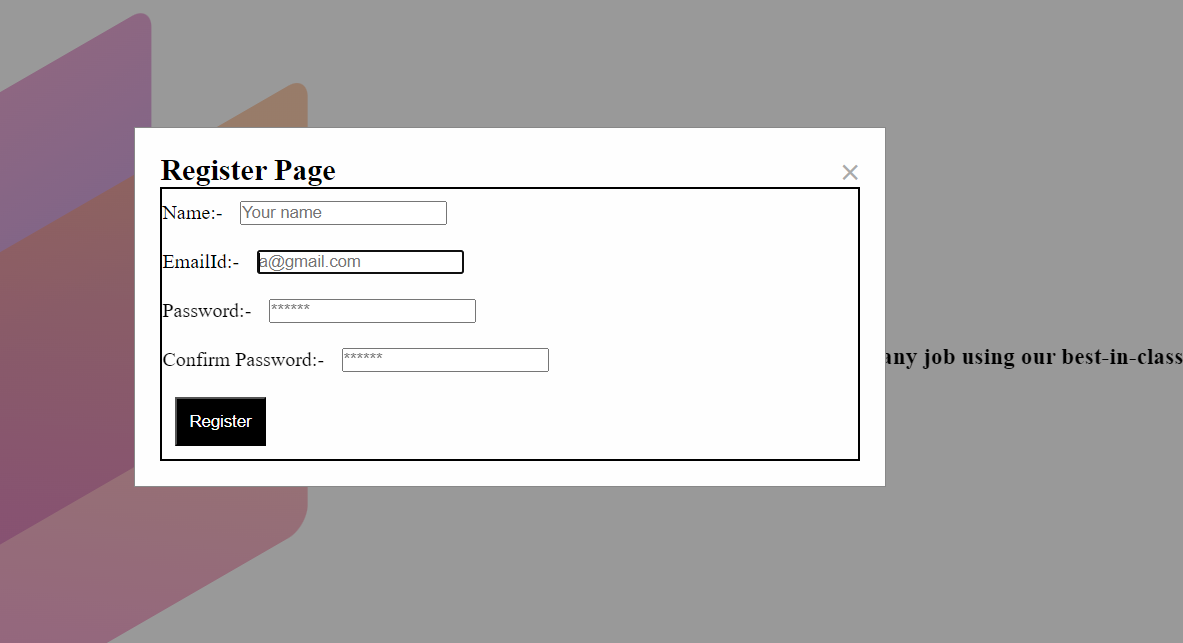 Register Page
×
Name:- Your name
EmailId:- a@gmail.com
Password:- ******
Confirm Password:- ******
any job using our best-in-class
Register